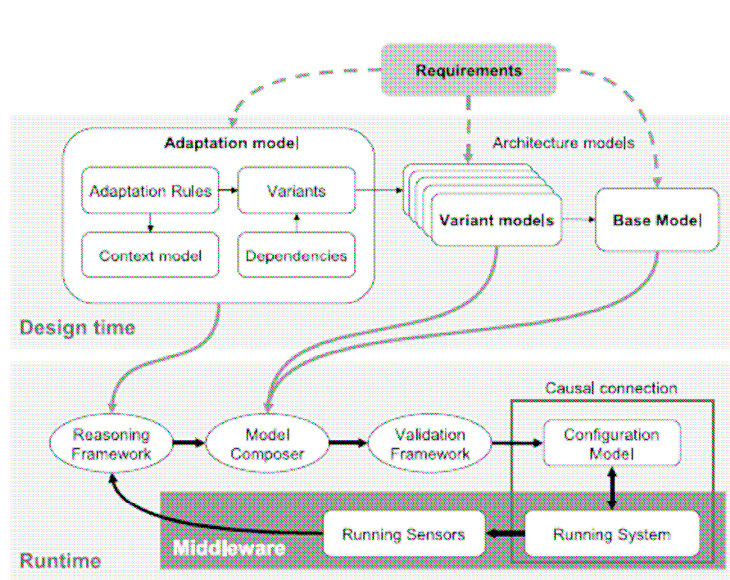 Requirements
Adaptation model
Architecture models
Adaptation Rules
Variants
Variant models
Base Model
Context model
Dependencies
Design time
Causal connection
Reasoning
Framework
Model
Composer
Validation
Framework
Configuration
Model
Running Sensors
Running System
Middleware
Runtime